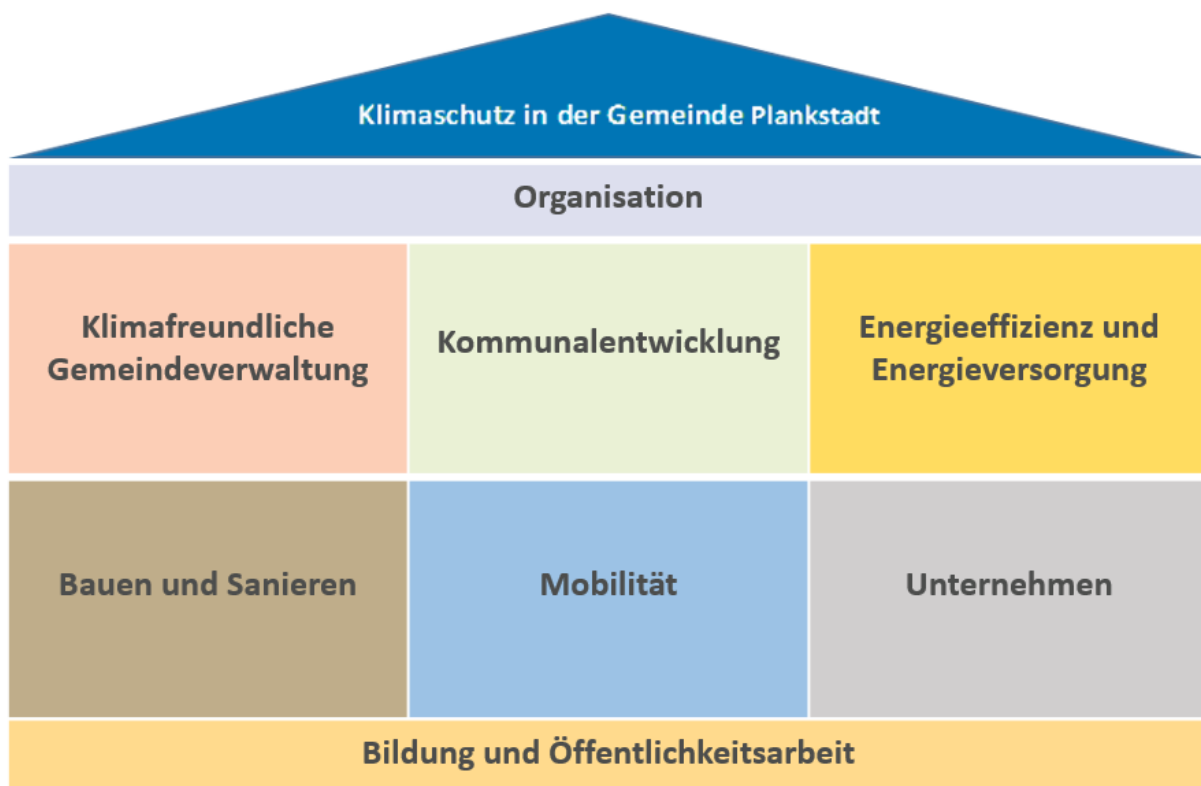 Klimaschutz in der Gemeinde Plankstadt
Organisation
Klimafreundliche
Gemeindeverwaltung
Kommunalentwicklung
Energieeffizienz und
Energieversorgung
Bauen und Sanieren
Mobilität
Unternehmen
Bildung und Öffentlichkeitsarbeit